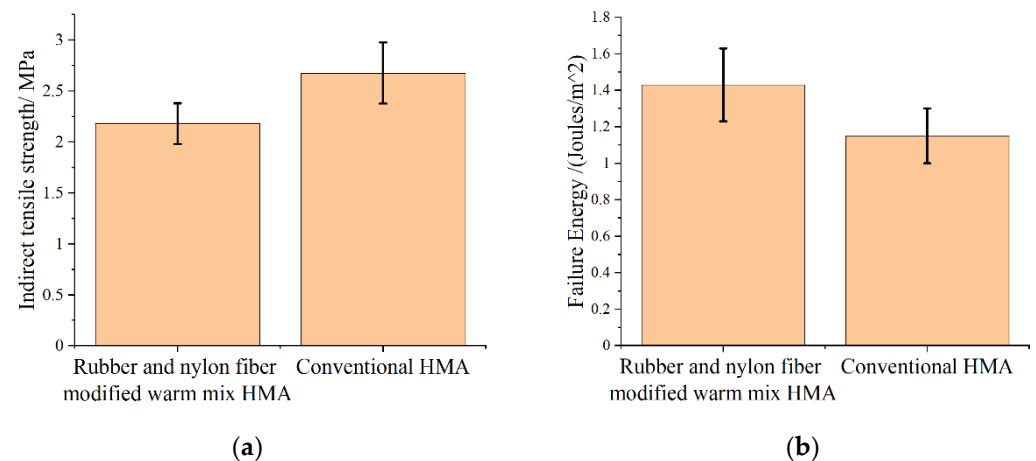 Indirect tensile strength/ MPa
3
2.5
2
1.5
1
0.5
0
Rubber and nylon fiber
modified warm mix HMA
Conventional HMA
(a)
Failure Energy /(Joules/m^2)
1.8
1.6
1.4
1.2
1
0.8
0.6
0.4
0.2
0
Rubber and nylon fiber
modified warm mix HMA
Conventional HMA
(b)